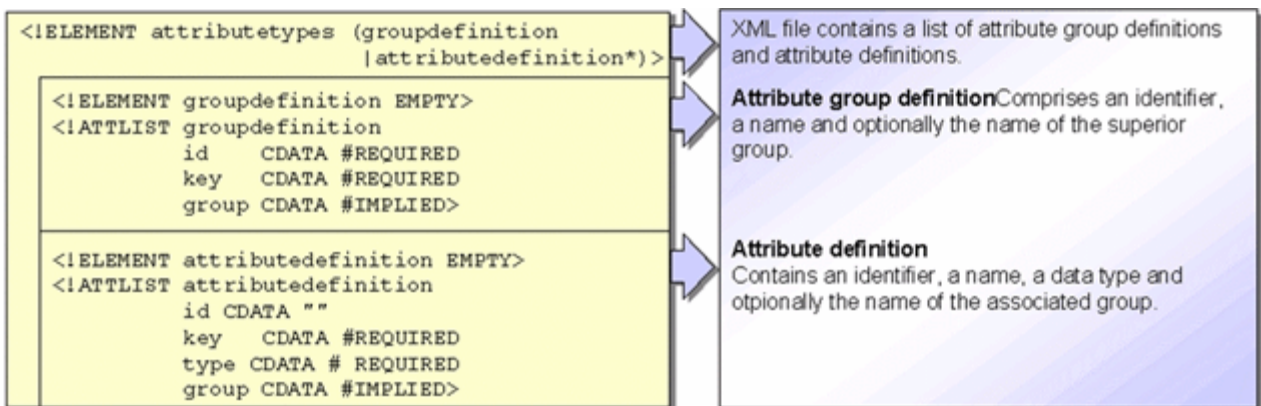 <!ELEMENT attributetypes (groupdefinition
|attributedefinition*)>
<!ELEMENT groupdefinition EMPTY>
<!ATTLIST groupdefinition
id CDATA #REQUIRED
key CDATA #REQUIRED
group CDATA #IMPLIED>
<!ELEMENT attributedefinition EMPTY>
<!ATTLIST attributedefinition
id CDATA ""
key CDATA #REQUIRED
type CDATA # REQUIRED
group CDATA #IMPLIED>
XML file contains a list of attribute group definitions
and attribute definitions.
Attribute group definitionComprises an identifier,
a name and optionally the name of the superior
group.
Attribute definition
Contains an identifier, a name, a data type and
otpionally the name of the associated group.